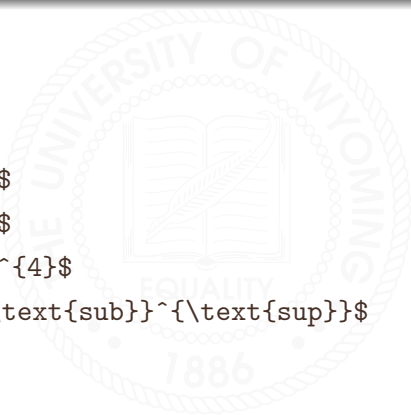 THE UNIVERSITY OF WYOMING
$
$
^{4}$
text{sub}}^{\text{sup}}$
EQUALITY
1886